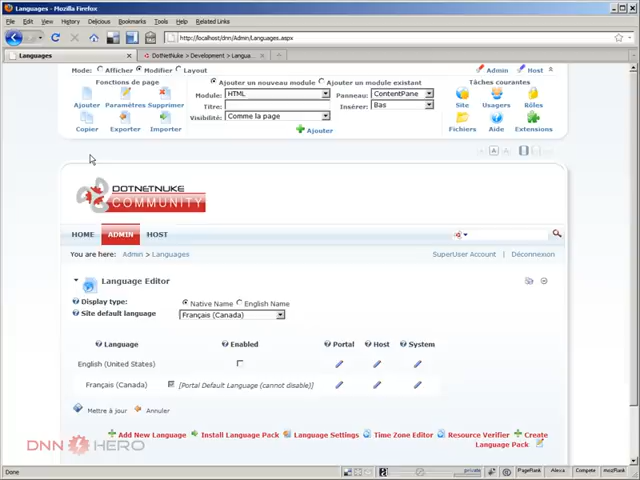 Languages - Mozilla Firefox
File Edit View History Delicious Bookmarks Tools Help Related Links
http://localhost/dnn/Admin/Languages.aspx
Languages
DotNetNuke > Development > Langua...
Mode: Afficher Modifier Layout
Admin Host
Fonctions de page
Ajouter un nouveau module Ajouter un module existant
Tâches courantes
Ajouter Paramètres Supprimer
Module: HTML Panneau: ContentPane
Titre: Insérer: Bas
Site Usagers Rôles
Copier Exporter Importer
Visibilité: Comme la page
Fichiers Aide Extensions
Ajouter
DOTNETNUKE
COMMUNITY
HOME ADMIN HOST
You are here: Admin > Languages
SuperUser Account Déconnexion
Language Editor
Display type: Native Name English Name
Site default language Français (Canada)
Language Enabled Portal Host System
English (United States)
Français (Canada) [Portal Default Language (cannot disable)]
Mettre à jour Annuler
Add New Language Install Language Pack Language Settings Time Zone Editor Resource Verifier Create
Language Pack
DNN HERO
Done
private PageRank Alexa Compete mozRank